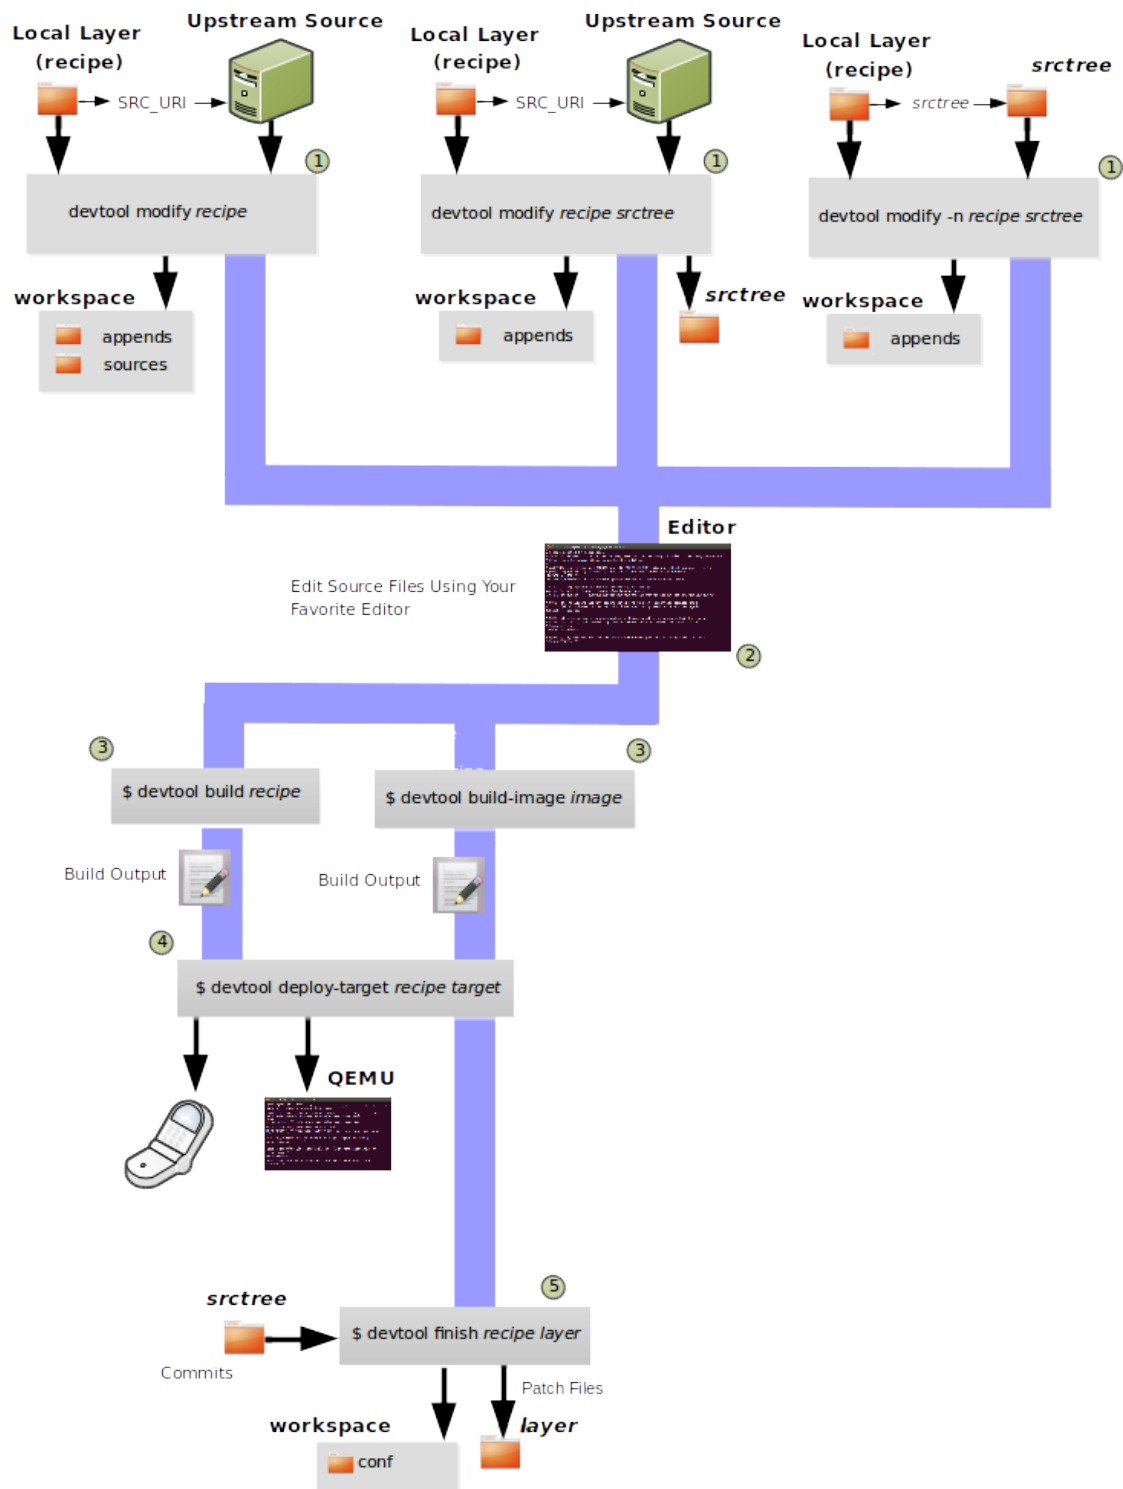 Upstream Source
Local Layer
(recipe)
SRC_URI
1
devtool modify recipe
workspace
appends
sources
Upstream Source
Local Layer
(recipe)
SRC_URI
1
devtool modify recipe srctree
workspace
appends
srctree
Local Layer
(recipe)
srctree
srctree
1
devtool modify -n recipe srctree
workspace
appends
Editor
Edit Source Files Using Your
Favorite Editor
2
3
$ devtool build recipe
3
$ devtool build-image image
Build Output
Build Output
4
$ devtool deploy-target recipe target
QEMU
5
srctree
$ devtool finish recipe layer
Commits
Patch Files
workspace
layer
conf